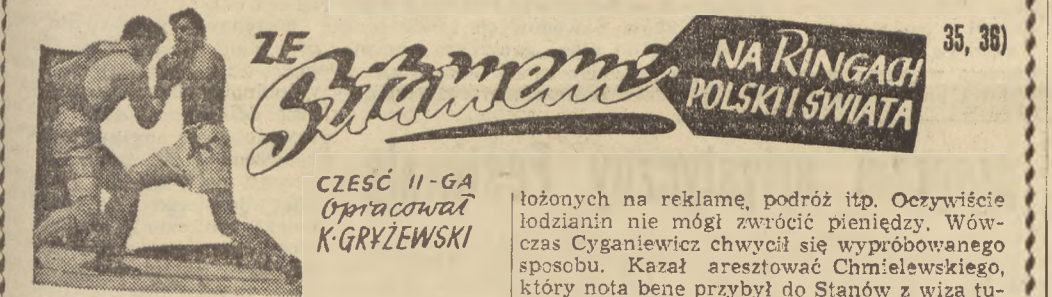 ZE
Sztamem
NA RINGACH
POLSKI I ŚWIATA
35, 36)
CZESĆ II-GA
Opracował
K. GRYŻEWSKI
łożonych na reklamę, podróż itp. Oczywiście
łodzianin nie mógł zwrócić pieniędzy. Wów-
czas Cyganiewicz chwycił się wypróbowanego
sposobu. Kazał aresztować Chmielewskiego,
który nota bene przybył do Stanów z wizą tu-